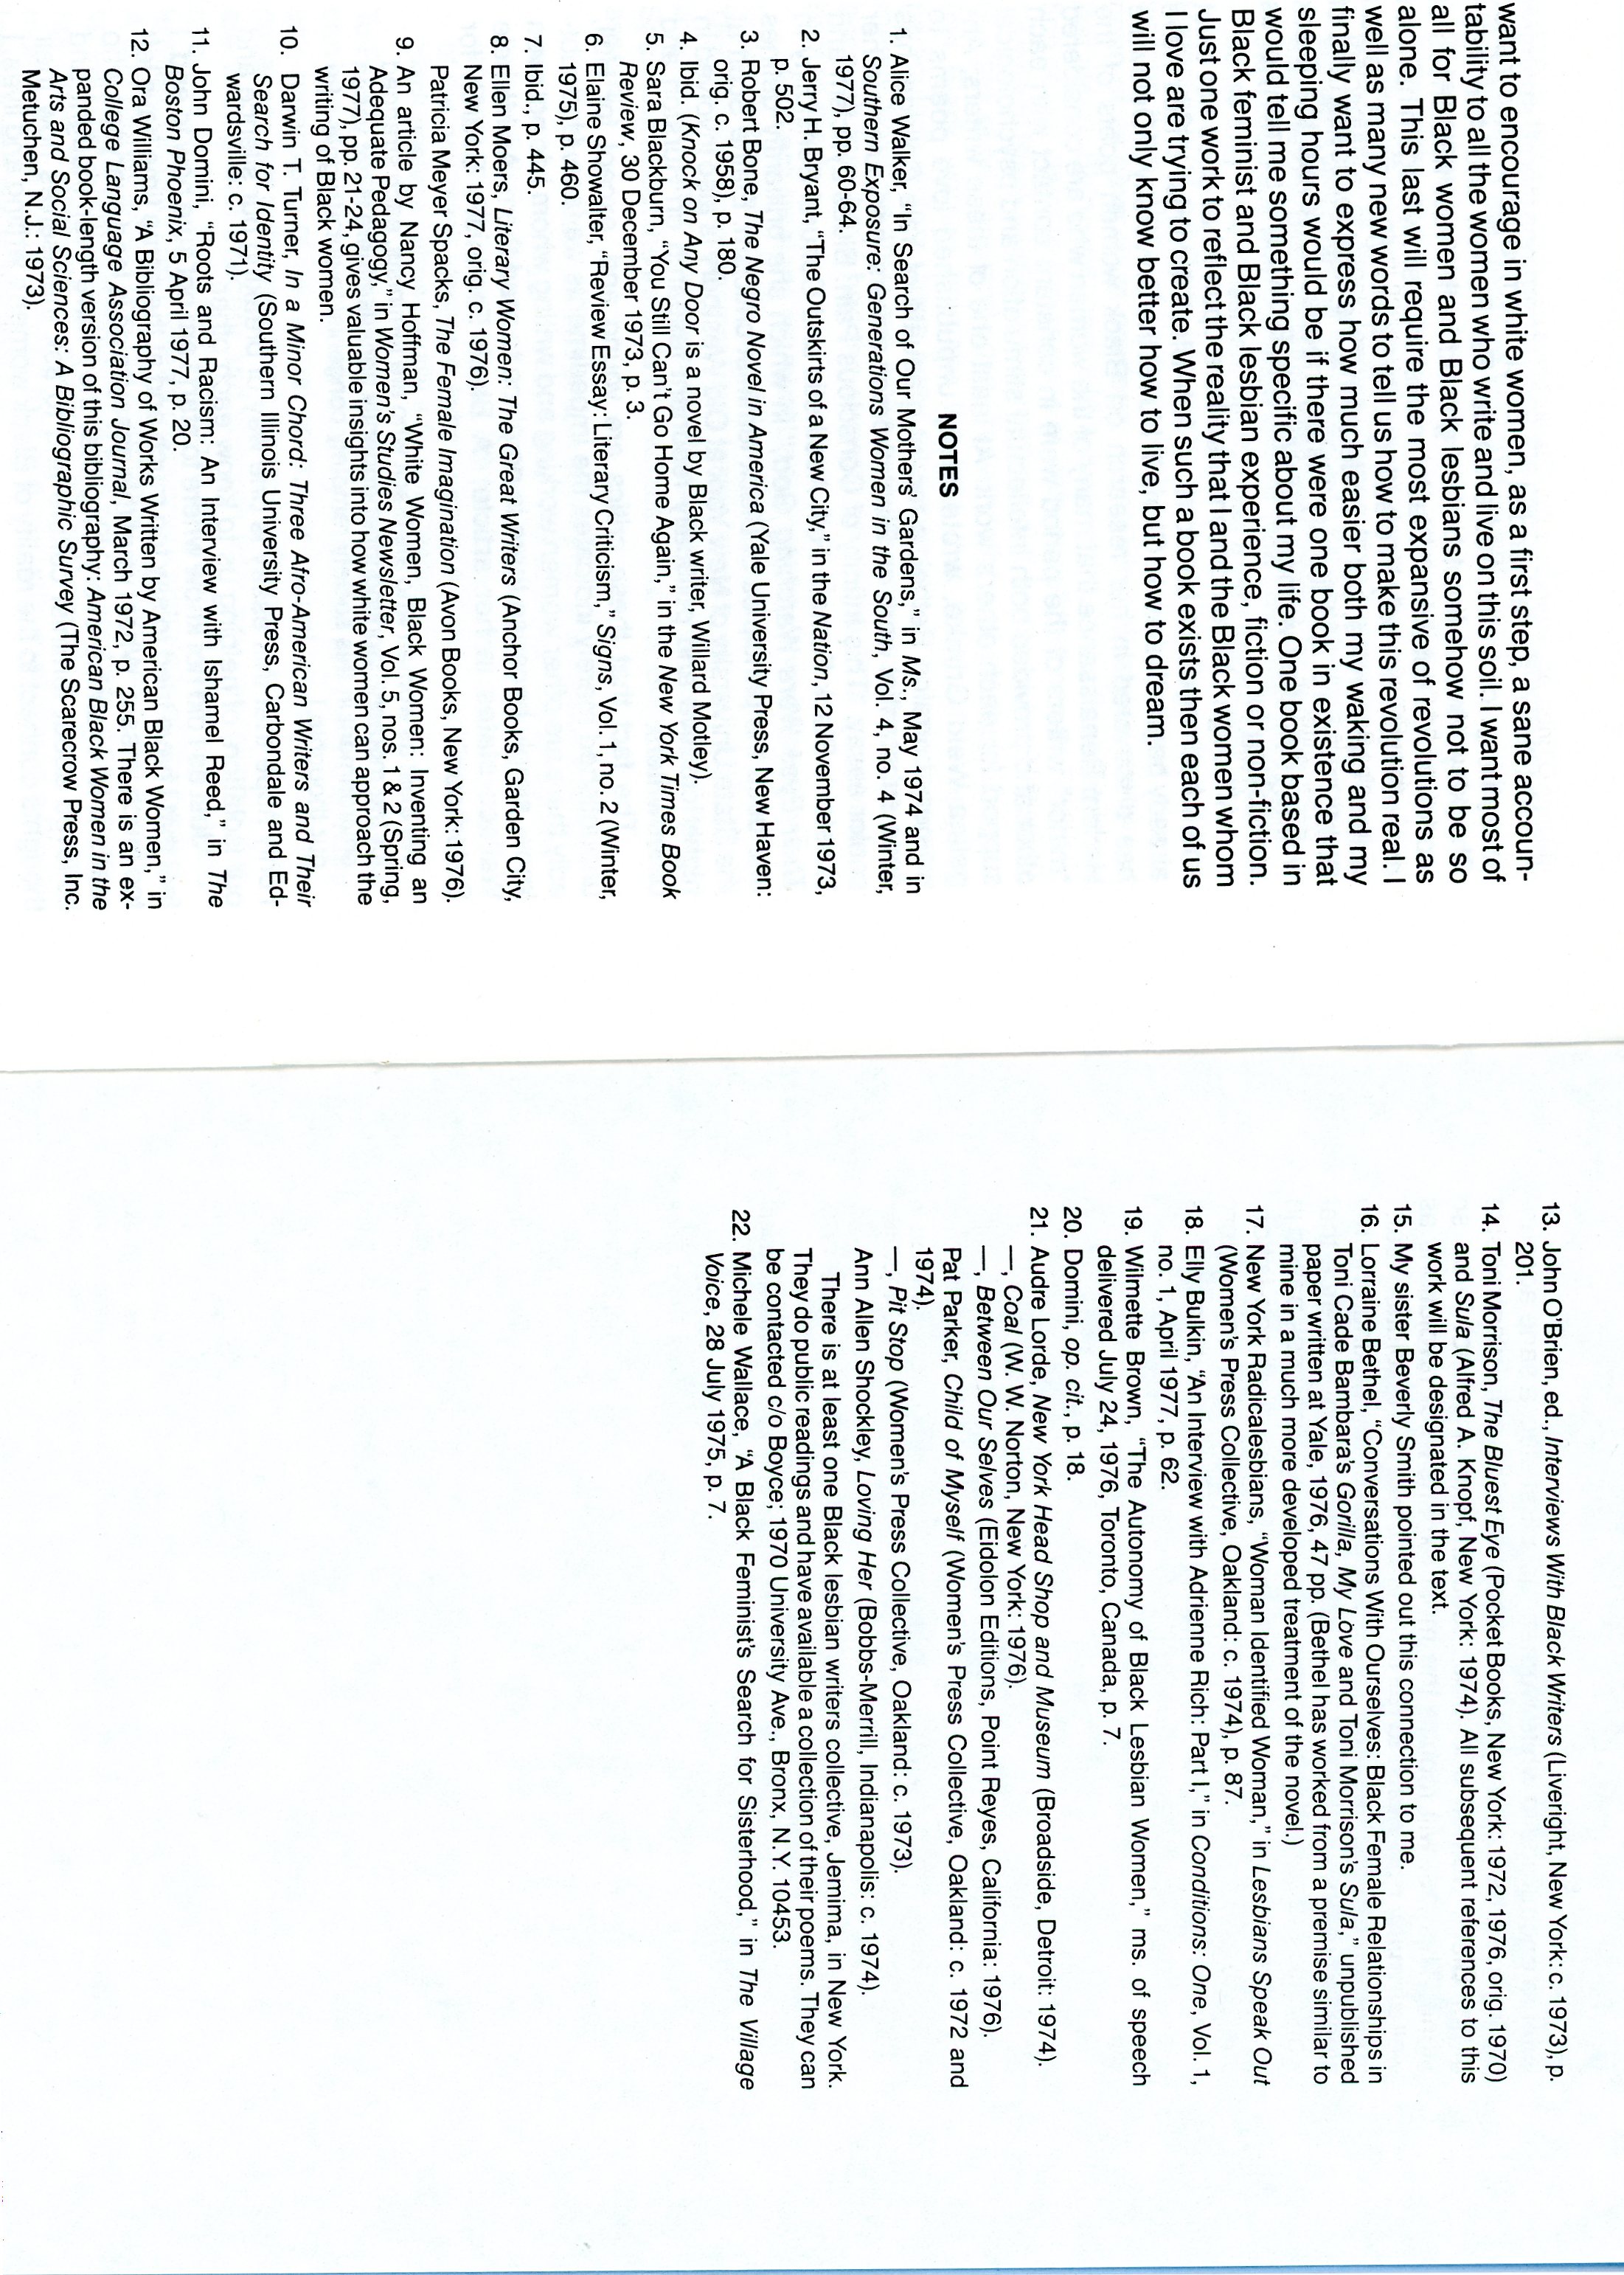 want to encourage in white women, as a first step, a sane accoun-
tability to all the women who write and live on this soil. I want most of
all for Black women and Black lesbians somehow not to be so
alone. This last will require the most expansive of revolutions as
well as many new words to tell us how to make this revolution real. I
finally want to express how much easier both my waking and my
sleeping hours would be if there were one book in existence that
would tell me something specific about my life. One book based in
Black feminist and Black lesbian experience, fiction or non-fiction.
Just one work to reflect the reality that I and the Black women whom
I love are trying to create. When such a book exists then each of us
will not only know better how to live, but how to dream.
NOTES
1. Alice Walker, “In Search of Our Mothers’ Gardens,” in Ms., May 1974 and in
Southern Exposure: Generations Women in the South, Vol. 4, no. 4 (Winter,
1977), pp. 60-64.
2. Jerry H. Bryant, “The Outskirts of a New City,” in the Nation, 12 November 1973,
p. 502.
3. Robert Bone, The Negro Novel in America (Yale University Press, New Haven:
orig. c. 1958), p. 180.
4. Ibid. (Knock on Any Door is a novel by Black writer, Willard Motley).
5. Sara Blackburn, “You Still Can’t Go Home Again,” in the New York Times Book
Review, 30 December 1973, p. 3.
6. Elaine Showalter, “Review Essay: Literary Criticism,” Signs, Vol. 1, no. 2 (Winter,
1975), p. 460.
7. Ibid., p. 445.
8. Ellen Moers, Literary Women: The Great Writers (Anchor Books, Garden City,
New York: 1977, orig. c. 1976).
Patricia Meyer Spacks, The Female Imagination (Avon Books, New York: 1976).
9. An article by Nancy Hoffman, “White Women, Black Women: Inventing an
Adequate Pedagogy,” in Women’s Studies Newsletter, Vol. 5, nos. 1 & 2 (Spring,
1977), pp. 21-24, gives valuable insights into how white women can approach the
writing of Black women.
10. Darwin T. Turner, In a Minor Chord: Three Afro-American Writers and Their
Search for Identity (Southern Illinois University Press, Carbondale and Ed-
wardsville: c. 1971).
11. John Domini, “Roots and Racism: An Interview with Ishamel Reed,” in The
Boston Phoenix, 5 April 1977, p. 20.
12. Ora Williams, “A Bibliography of Works Written by American Black Women,” in
College Language Association Journal, March 1972, p. 255. There is an ex-
panded book-length version of this bibliography: American Black Women in the
Arts and Social Sciences: A Bibliographic Survey (The Scarecrow Press, Inc.
Metuchen, N.J.: 1973).
13. John O’Brien, ed., Interviews With Black Writers (Liveright, New York: c. 1973), p.
201.
14. Toni Morrison, The Bluest Eye (Pocket Books, New York: 1972, 1976, orig. 1970)
and Sula (Alfred A. Knopf, New York: 1974). All subsequent references to this
work will be designated in the text.
15. My sister Beverly Smith pointed out this connection to me.
16. Lorraine Bethel, “Conversations With Ourselves: Black Female Relationships in
Toni Cade Bambara’s Gorilla, My Love and Toni Morrison’s Sula,” unpublished
paper written at Yale, 1976, 47 pp. (Bethel has worked from a premise similar to
mine in a much more developed treatment of the novel.)
17. New York Radicalesbians, “Woman Identified Woman,” in Lesbians Speak Out
(Women’s Press Collective, Oakland: c. 1974), p. 87.
18. Elly Bulkin, “An Interview with Adrienne Rich: Part I,” in Conditions: One, Vol. 1,
no. 1, April 1977, p. 62.
19. Wilmette Brown, “The Autonomy of Black Lesbian Women,” ms. of speech
delivered July 24, 1976, Toronto, Canada, p. 7.
20. Domini, op. cit., p. 18.
21. Audre Lorde, New York Head Shop and Museum (Broadside, Detroit: 1974).
—, Coal (W. W. Norton, New York: 1976).
—, Between Our Selves (Eidolon Editions, Point Reyes, California: 1976).
Pat Parker, Child of Myself (Women’s Press Collective, Oakland: c. 1972 and
1974).
—, Pit Stop (Women’s Press Collective, Oakland: c. 1973).
Ann Allen Shockley, Loving Her (Bobbs-Merrill, Indianapolis: c. 1974).
There is at least one Black lesbian writers collective, Jemima, in New York.
They do public readings and have available a collection of their poems. They can
be contacted c/o Boyce; 1970 University Ave., Bronx, N.Y. 10453.
22. Michele Wallace, “A Black Feminist’s Search for Sisterhood,” in The Village
Voice, 28 July 1975, p. 7.